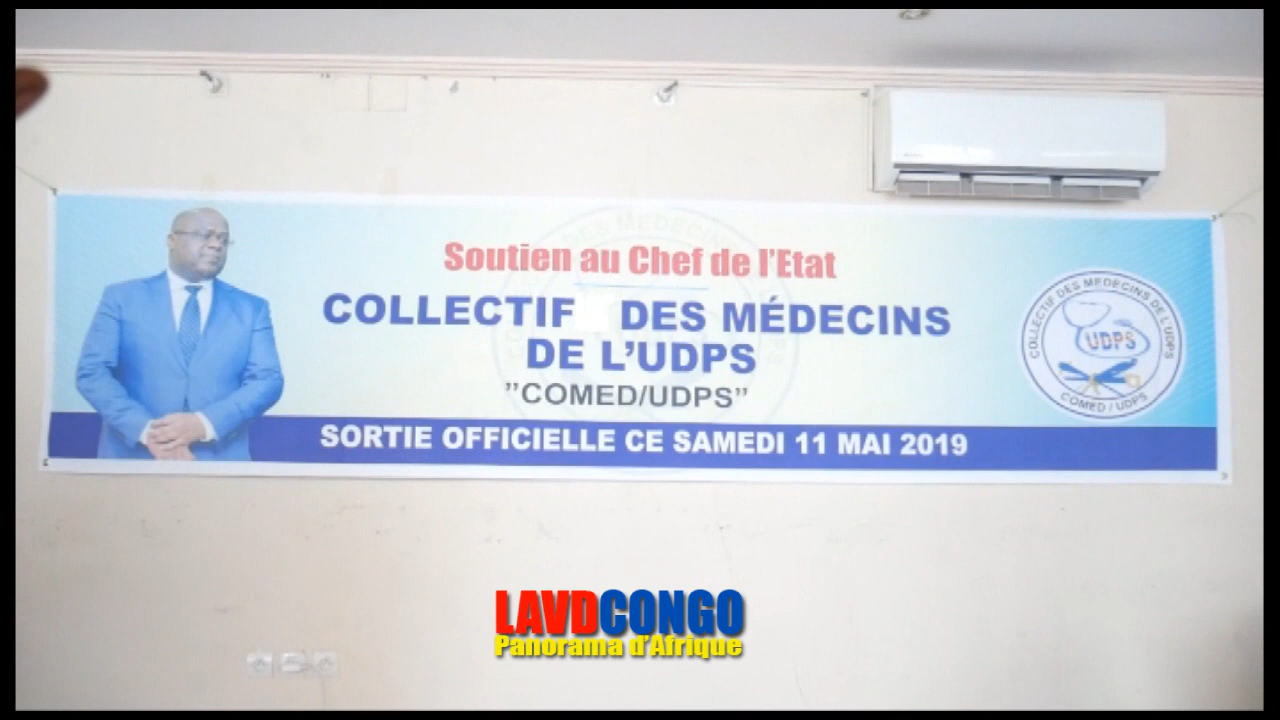 Soutien au Chef de l'Etat
COLLECTIF DES MÉDECINS
DE L'UDPS
"COMED/UDPS"
SORTIE OFFICIELLE CE SAMEDI 11 MAI 2019
COLLECTIF DES MEDECINS DE L'UDPS
UDPS
COMED / UDPS
LAVDCONGO
Panorama d'Afrique